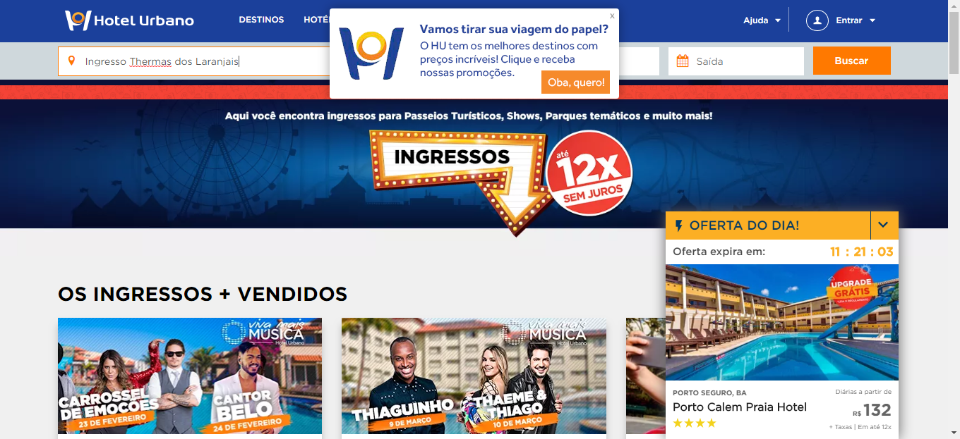 Hotel Urbano
DESTINOS
HOTÉ
Ajuda
Entrar
x
Vamos tirar sua viagem do papel?
O HU tem os melhores destinos com
preços incríveis! Clique e receba
nossas promoções.
Oba, quero!
Ingresso Thermas dos Laranjais
Saída
Buscar
Aqui você encontra ingressos para Passeios Turísticos, Shows, Parques temáticos e muito mais!
INGRESSOS
até
12x
SEM JUROS
OFERTA DO DIA!
Oferta expira em:
11 : 21 : 03
UPGRADE
GRÁTIS
PORTO SEGURO, BA
Diárias a partir de
Porto Calem Praia Hotel
R$ 132
+ Taxas | Em até 12x
OS INGRESSOS + VENDIDOS
viva mais
MÚSICA
Hotel Urbano
CARROSSEL
DE EMOÇÕES
23 DE FEVEREIRO
CANTOR
BELO
24 DE FEVEREIRO
viva mais
MÚSICA
Hotel Urbano
THIAGUINHO
9 DE MARÇO
THAEME &
THIAGO
10 DE MARÇO